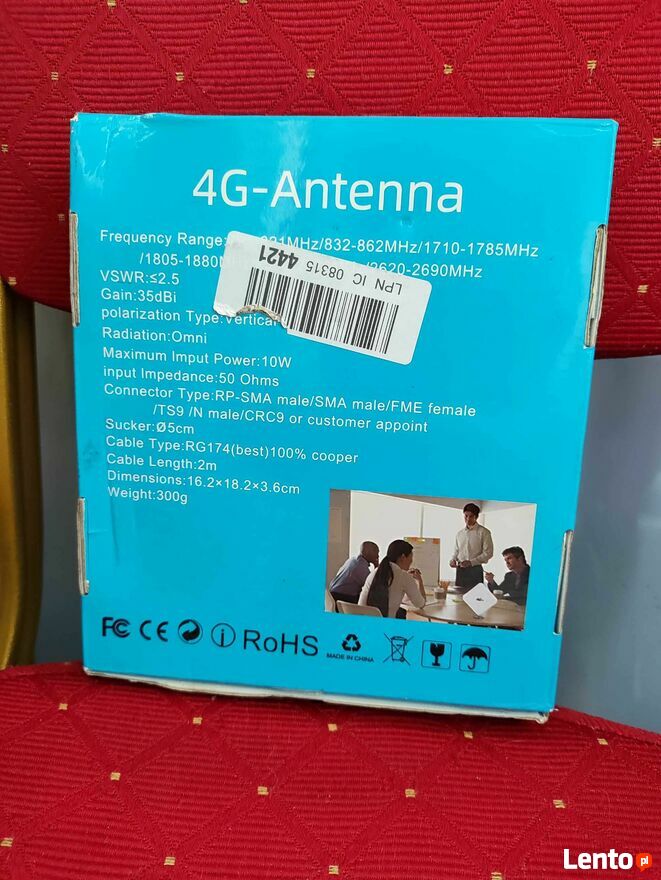 4G-Antenna
Frequency Range: 21MHz/832-862MHz/1710-1785MHz
/1805-1880M /2620-2690MHz
VSWR:≤2.5
Gain:35dBi
polarization Type:Vertical
Radiation:Omni
Maximum Imput Power:10W
input Impedance:50 Ohms
Connector Type:RP-SMA male/SMA male/FME female
/TS9 /N male/CRC9 or customer appoint
Sucker:Ø5cm
Cable Type:RG174(best)100% cooper
Cable Length:2m
Dimensions:16.2×18.2×3.6cm
Weight:300g
LPN IC 08315 4421
FC CE i RoHS
MADE IN CHINA
Lento pl